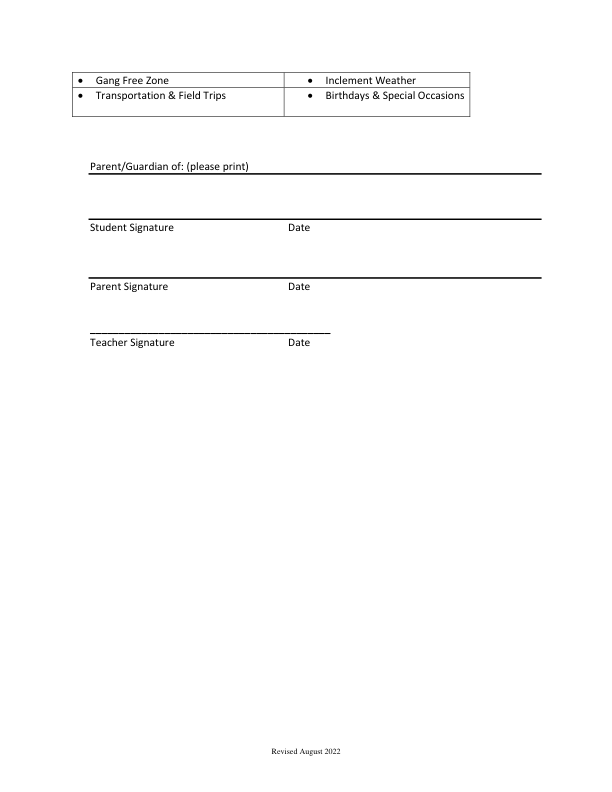 • Gang Free Zone • Inclement Weather
• Transportation & Field Trips • Birthdays & Special Occasions
Parent/Guardian of: (please print)
Student Signature Date
Parent Signature Date
________________________________________
Teacher Signature Date
Revised August 2022